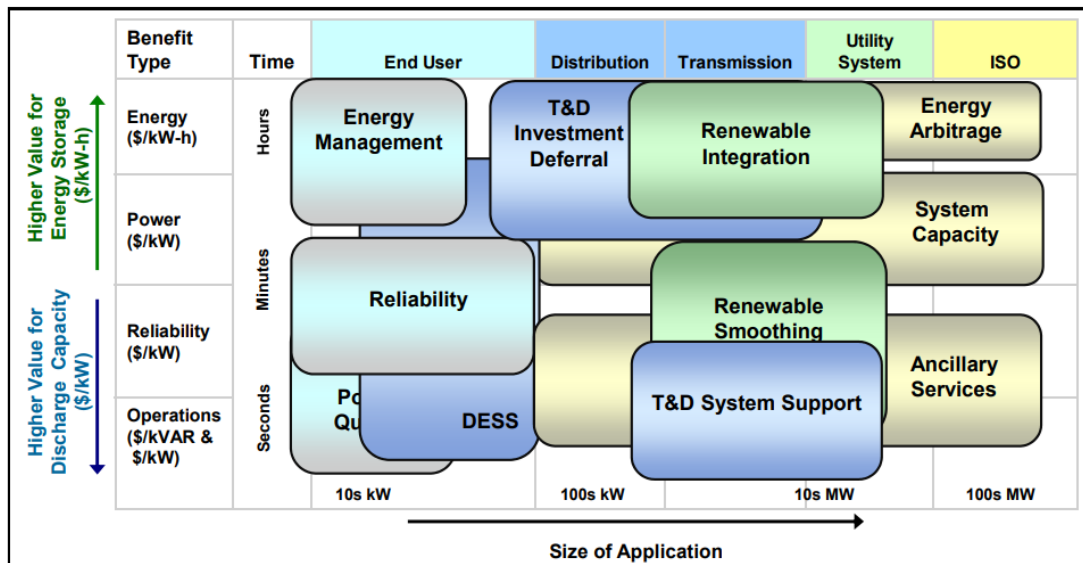 Benefit
Type
Time
End User
Distribution
Transmission
Utility
System
ISO
Higher Value for
Energy Storage
($/kW-h)
Higher Value for
Discharge Capacity
($/kW)
Energy
($/kW-h)
Power
($/kW)
Reliability
($/kW)
Operations
($/kVAR &
$/kW)
Hours
Minutes
Seconds
Energy
Management
T&D
Investment
Deferral
Renewable
Integration
Energy
Arbitrage
System
Capacity
Reliability
Renewable
Smoothing
Ancillary
Services
Po
Qu
DESS
T&D System Support
10s kW
100s kW
10s MW
100s MW
Size of Application